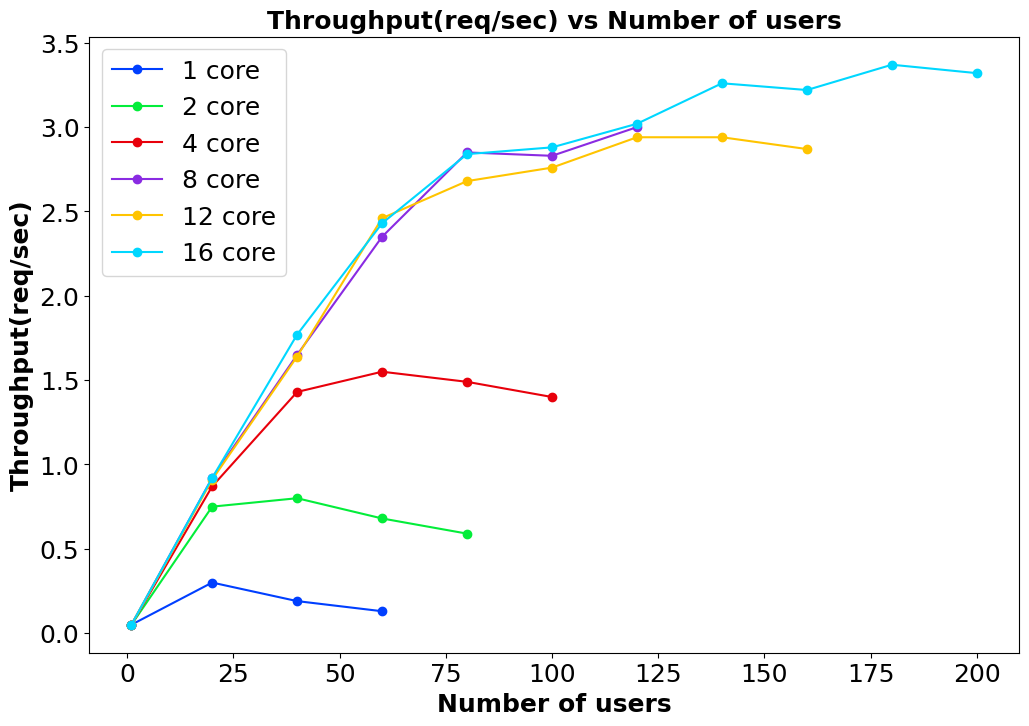 Throughput(req/sec) vs Number of users
3.5
3.0
2.5
2.0
1.5
1.0
0.5
0.0
Throughput(req/sec)
1 core
2 core
4 core
8 core
12 core
16 core
0 25 50 75 100 125 150 175 200
Number of users